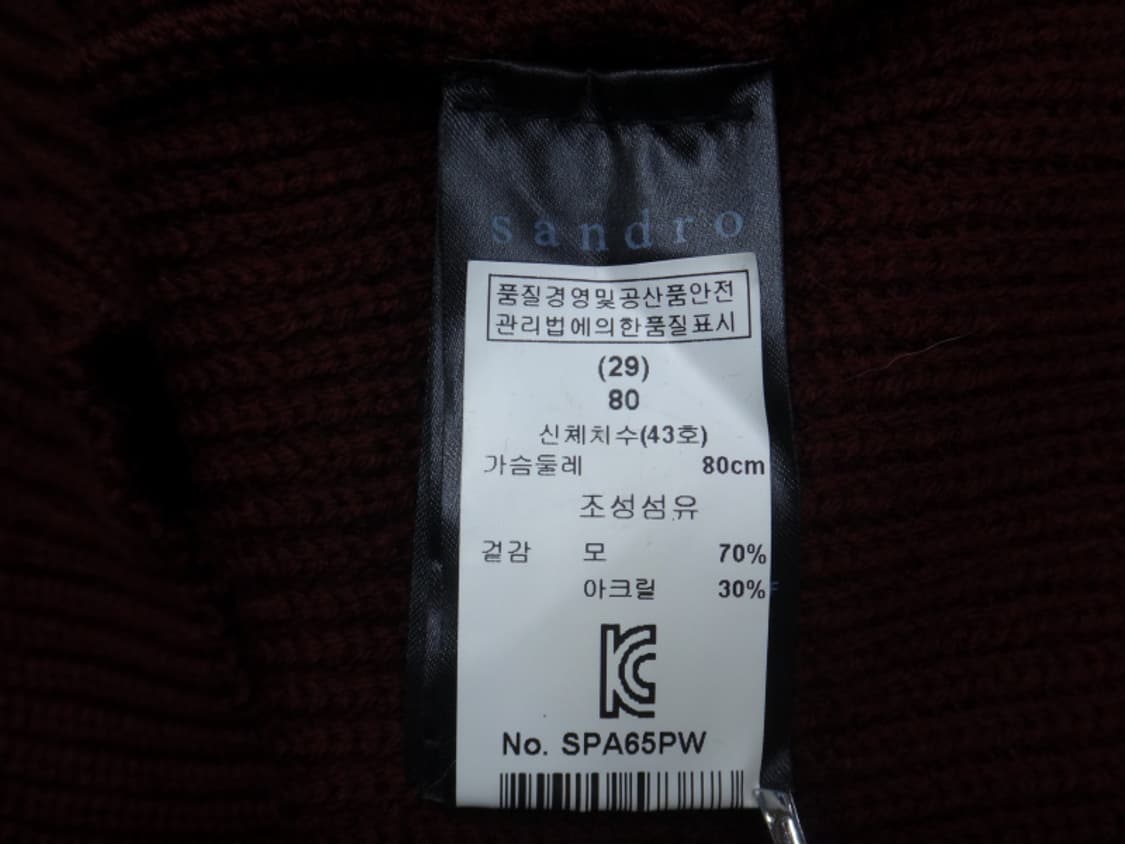 sandro
품질경영및공산품안전
관리법에의한품질표시
(29)
80
신체치수(43호)
가슴둘레 80cm
조성섬유
겉감 모 70%
아크릴 30%
KC
No. SPA65PW